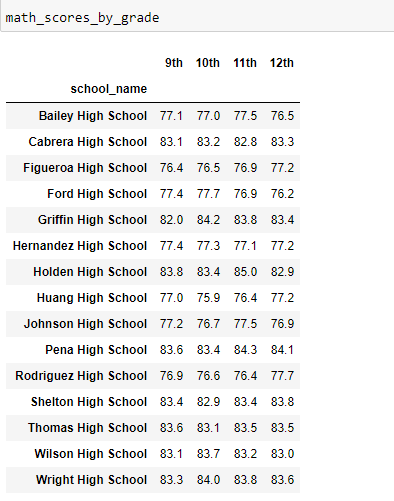 math_scores_by_grade
9th 10th 11th 12th
school_name
Bailey High School 77.1 77.0 77.5 76.5
Cabrera High School 83.1 83.2 82.8 83.3
Figueroa High School 76.4 76.5 76.9 77.2
Ford High School 77.4 77.7 76.9 76.2
Griffin High School 82.0 84.2 83.8 83.4
Hernandez High School 77.4 77.3 77.1 77.2
Holden High School 83.8 83.4 85.0 82.9
Huang High School 77.0 75.9 76.4 77.2
Johnson High School 77.2 76.7 77.5 76.9
Pena High School 83.6 83.4 84.3 84.1
Rodriguez High School 76.9 76.6 76.4 77.7
Shelton High School 83.4 82.9 83.4 83.8
Thomas High School 83.6 83.1 83.5 83.5
Wilson High School 83.1 83.7 83.2 83.0
Wright High School 83.3 84.0 83.8 83.6